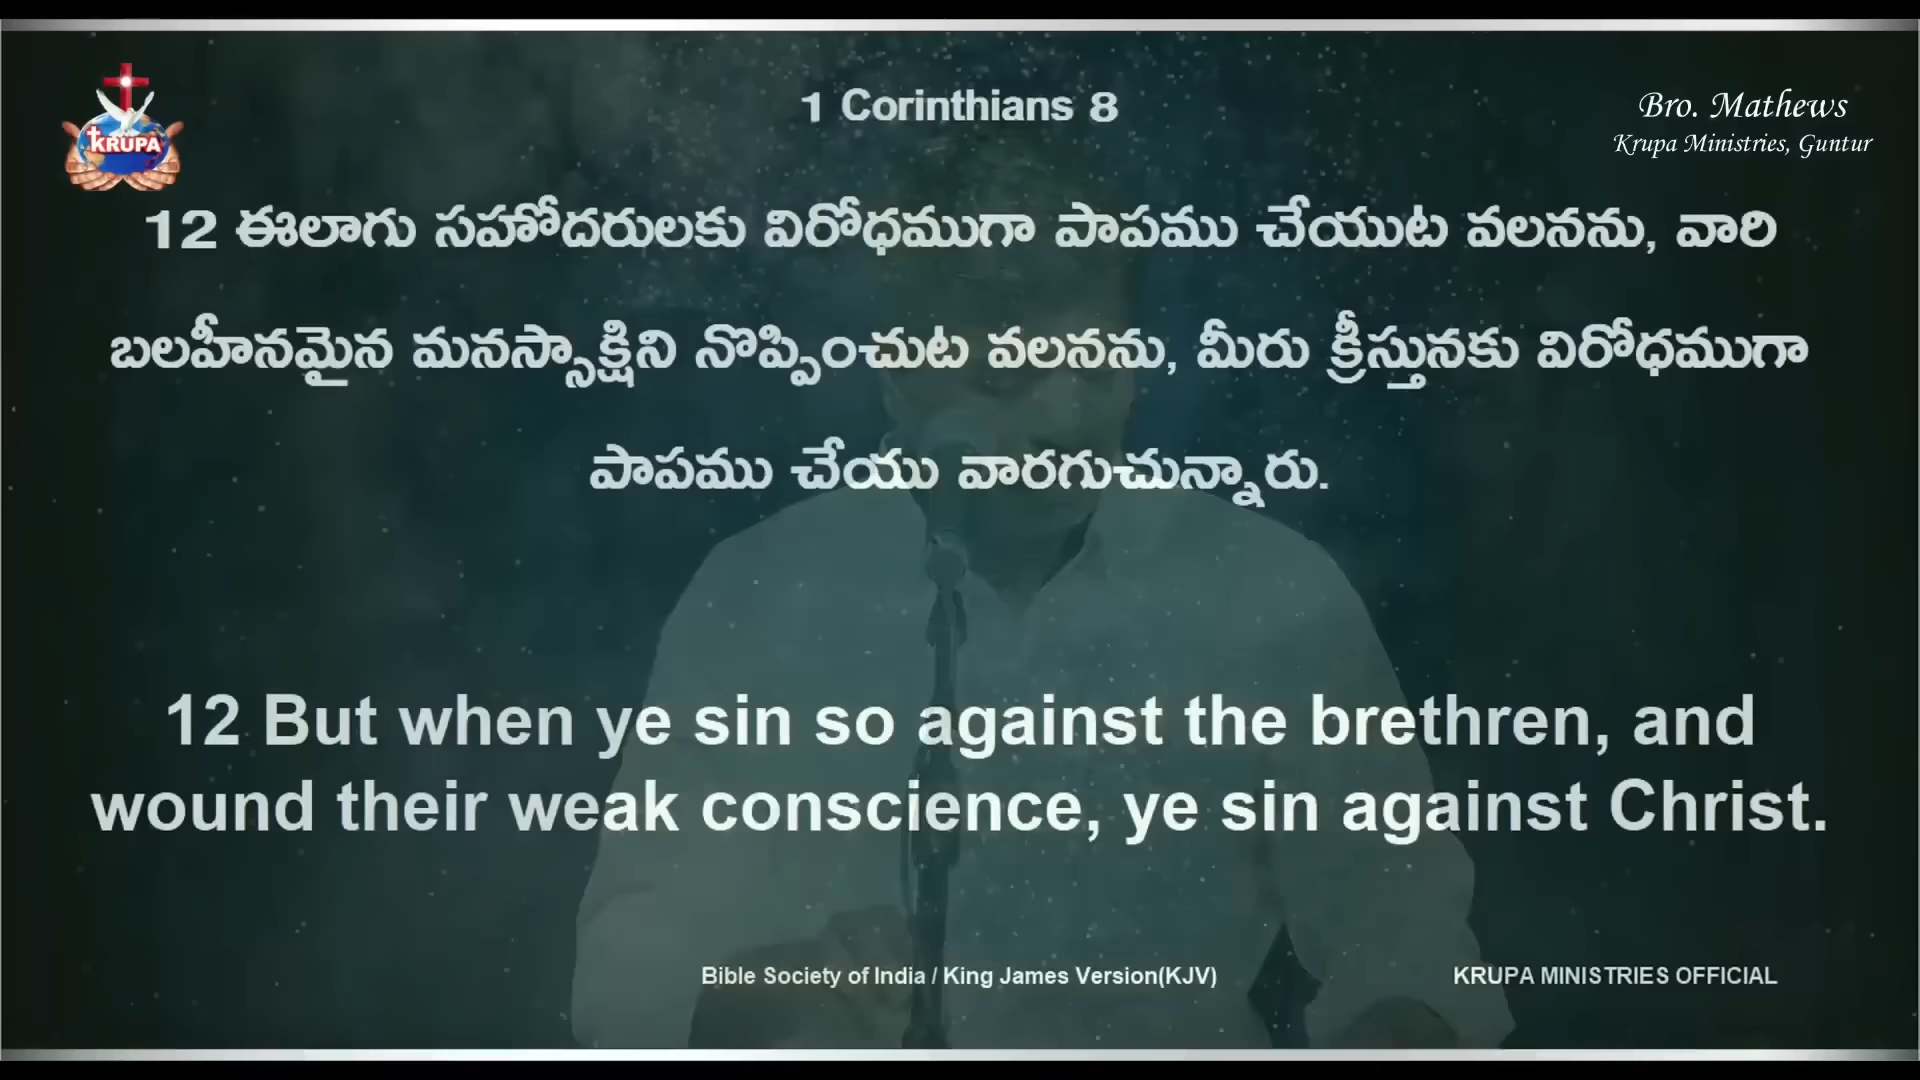 1 Corinthians 8
KRUPA
Bro. Mathews
Krupa Ministries, Guntur
12 ఈలాగు సహోదరులకు విరోధముగా పాపము చేయుట వలనను, వారి
బలహీనమైన మనస్సాక్షిని నొప్పించుట వలనను, మీరు క్రీస్తునకు విరోధముగా
పాపము చేయు వారగుచున్నారు.
12 But when ye sin so against the brethren, and
wound their weak conscience, ye sin against Christ.
Bible Society of India / King James Version(KJV)
KRUPA MINISTRIES OFFICIAL